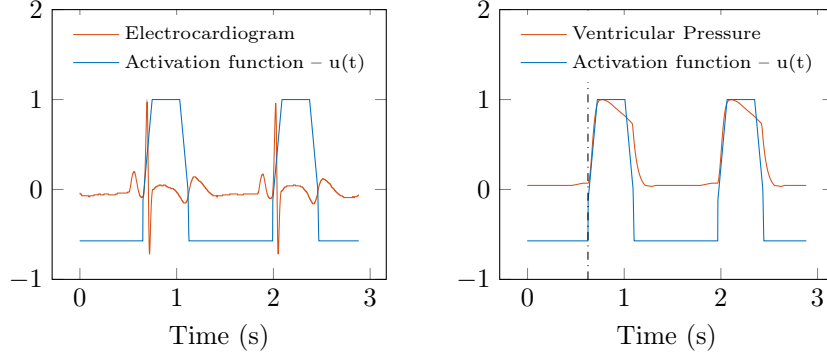 2
1
0
−1
0
1
2
3
Time (s)
Electrocardiogram
Activation function – u(t)
2
1
0
−1
0
1
2
3
Time (s)
Ventricular Pressure
Activation function – u(t)